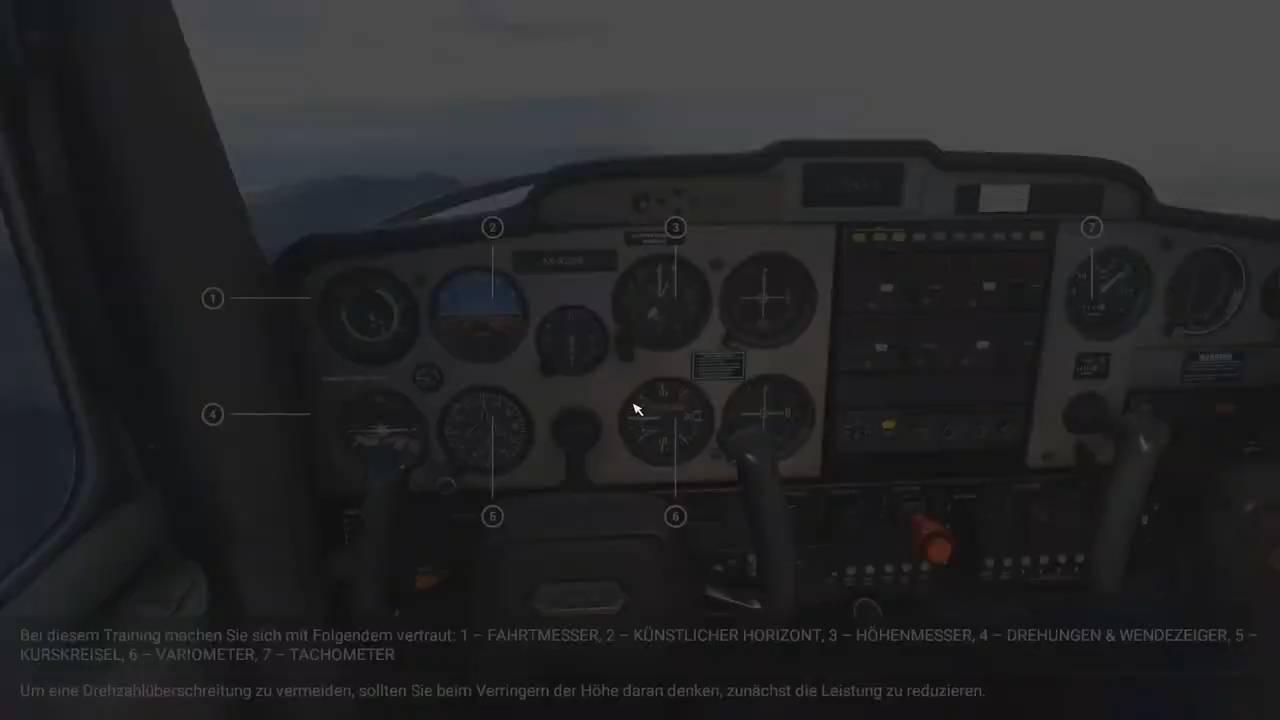 2
3
7
1
4
5
6
Bei diesem Training machen Sie sich mit Folgendem vertraut: 1 – FAHRTMESSER, 2 – KÜNSTLICHER HORIZONT, 3 – HÖHENMESSER, 4 – DREHUNGEN & WENDEZEIGER, 5 –
KURSKREISEL, 6 – VARIOMETER, 7 – TACHOMETER
Um eine Drehzahlüberschreitung zu vermeiden, sollten Sie beim Verringern der Höhe daran denken, zunächst die Leistung zu reduzieren.